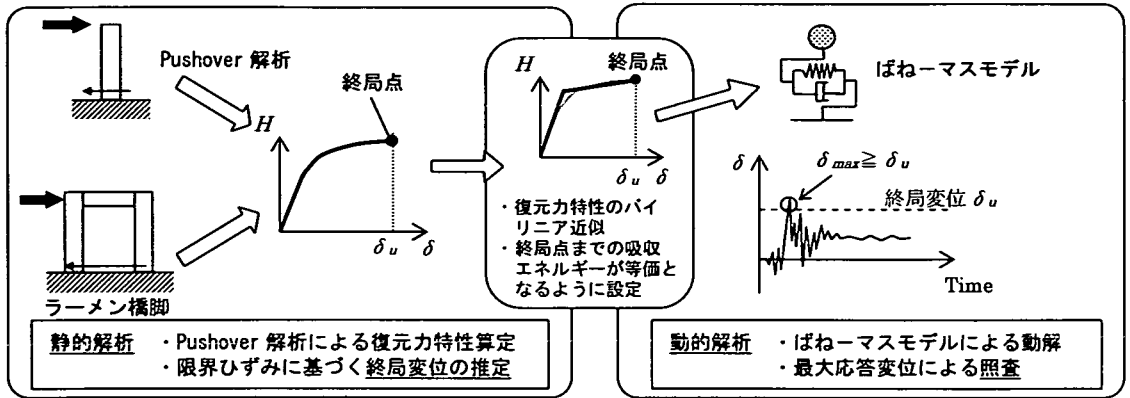 Pushover 解析
H
終局点
δu
δ
ラーメン橋脚
静的解析 ・Pushover 解析による復元力特性算定
・限界ひずみに基づく終局変位の推定
H
終局点
δu δ
・復元力特性のバイ
リニア近似
・終局点までの吸収
エネルギーが等価と
なるように設定
ばねーマスモデル
δ
δmax≧ δu
終局変位 δu
Time
動的解析 ・ばねーマスモデルによる動解
・最大応答変位による照査